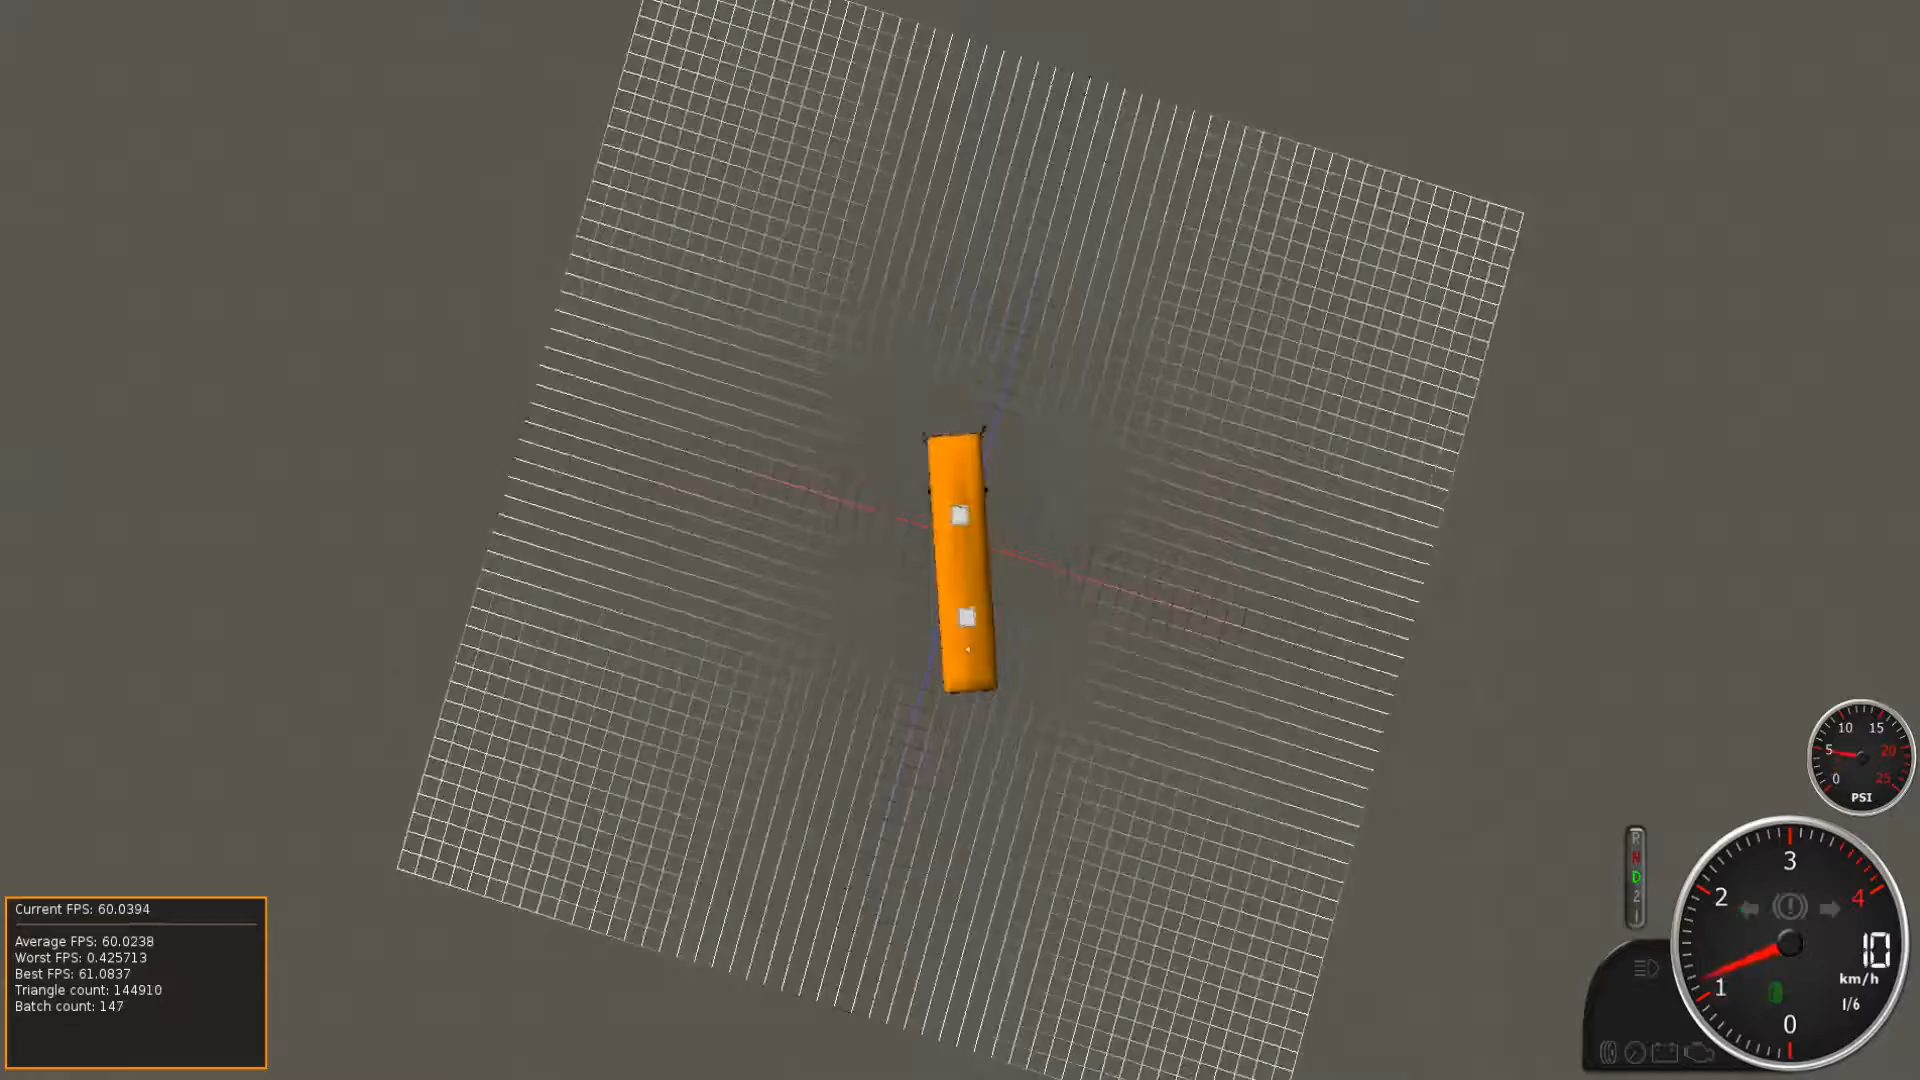 Current FPS: 60.0394
Average FPS: 60.0238
Worst FPS: 0.425713
Best FPS: 61.0837
Triangle count: 144910
Batch count: 147
10 15
5 20
0 25
PSI
R
N
D
2
1
3
2 4
10
km/h
1
1/6
0